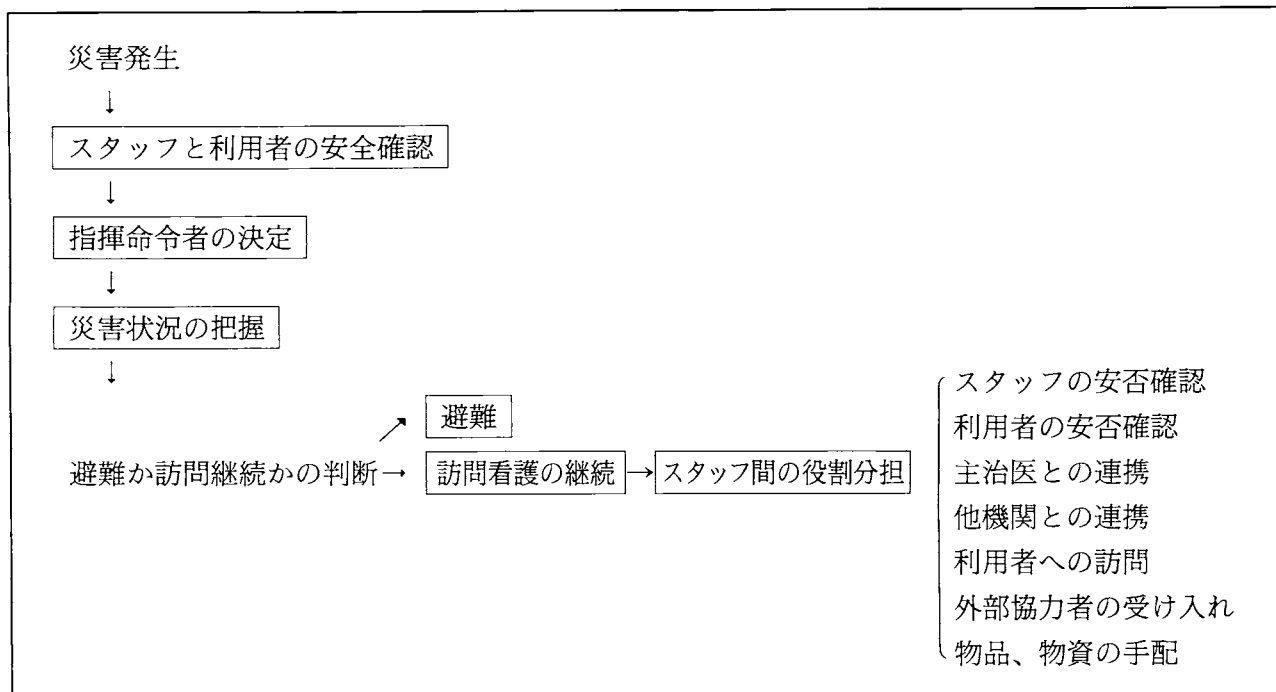 災害発生
↓
スタッフと利用者の安全確認
↓
指揮命令者の決定
↓
災害状況の把握
↓
避難か訪問継続かの判断→
↗
避難
訪問看護の継続→スタッフ間の役割分担
スタッフの安否確認
利用者の安否確認
主治医との連携
他機関との連携
利用者への訪問
外部協力者の受け入れ
物品、物資の手配